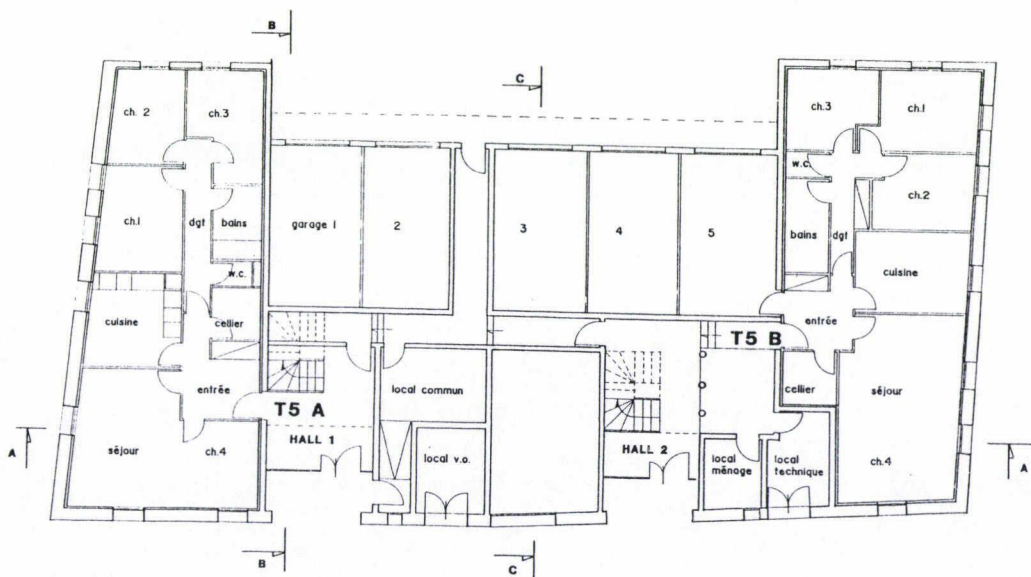 B
C
ch. 2
ch.3
ch.1
dgt
bains
w.c.
cuisine
cellier
entrée
séjour
ch.4
garage 1
2
3
4
5
T5 A
HALL 1
local commun
local v.o.
HALL 2
local
ménage
local
technique
T5 B
ch.3
ch.1
w.c.
ch.2
bains
dgt
cuisine
entrée
cellier
séjour
ch.4
A
A
B
C